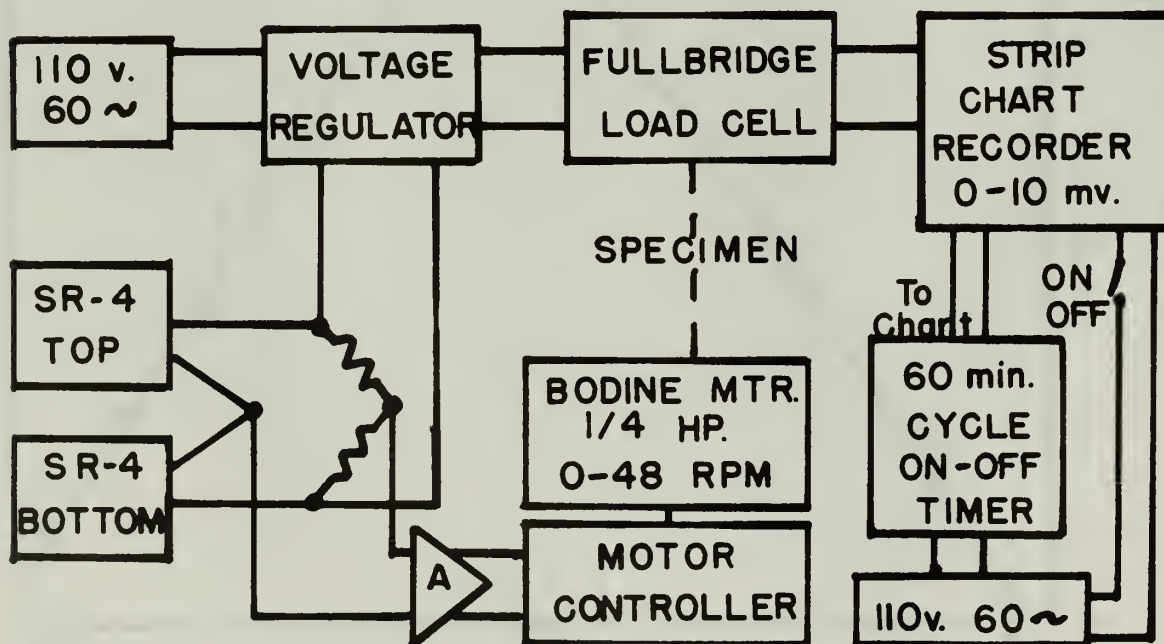 110 v.
60 ~
VOLTAGE
REGULATOR
FULLBRIDGE
LOAD CELL
STRIP
CHART
RECORDER
0-10 mv.
SPECIMEN
SR-4
TOP
SR-4
BOTTOM
A
BODINE MTR.
1/4 HP.
0-48 RPM
MOTOR
CONTROLLER
To
Chart
ON
OFF
60 min.
CYCLE
ON-OFF
TIMER
110v. 60 ~